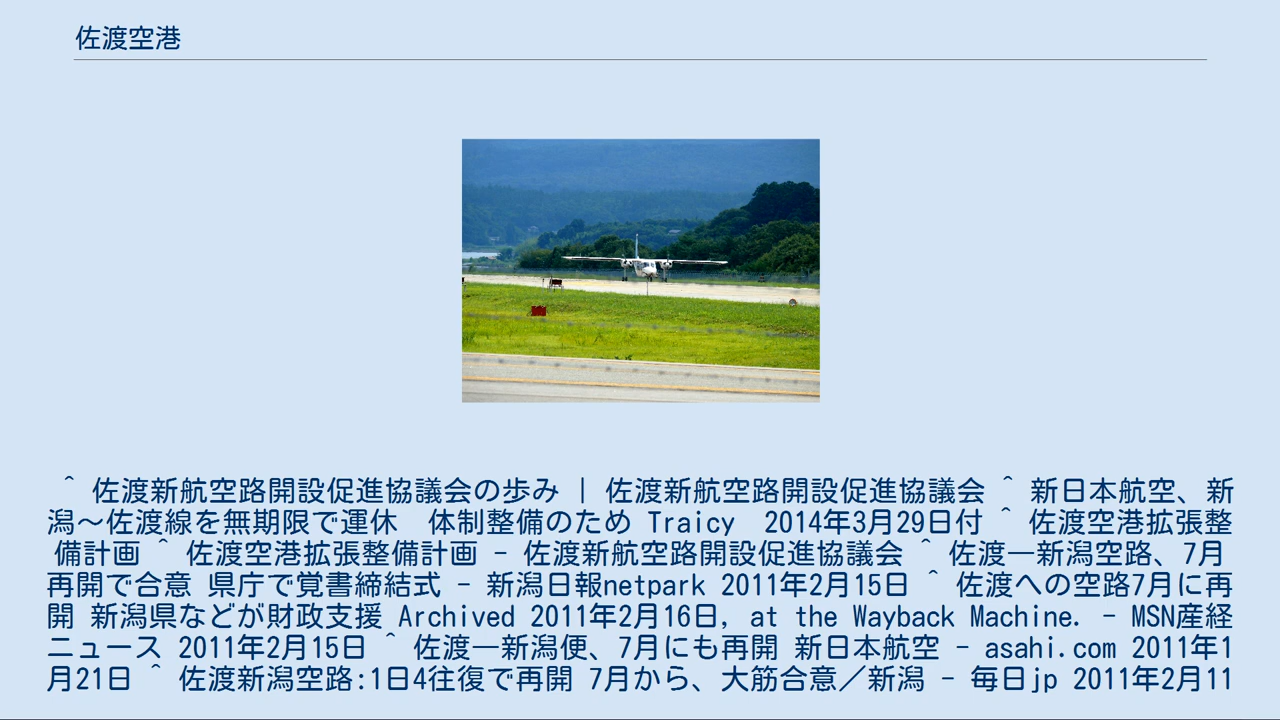 佐渡空港
^ 佐渡新航空路開設促進協議会の歩み | 佐渡新航空路開設促進協議会 ^ 新日本航空、新
潟〜佐渡線を無期限で運休　体制整備のため Traicy　2014年3月29日付 ^ 佐渡空港拡張整
備計画 ^ 佐渡空港拡張整備計画 - 佐渡新航空路開設促進協議会 ^ 佐渡―新潟空路、7月
再開で合意 県庁で覚書締結式 - 新潟日報netpark 2011年2月15日 ^ 佐渡への空路7月に再
開 新潟県などが財政支援 Archived 2011年2月16日, at the Wayback Machine. - MSN産経
ニュース 2011年2月15日 ^ 佐渡―新潟便、7月にも再開 新日本航空 - asahi.com 2011年1
月21日 ^ 佐渡新潟空路:1日4往復で再開 7月から、大筋合意／新潟 - 毎日jp 2011年2月11